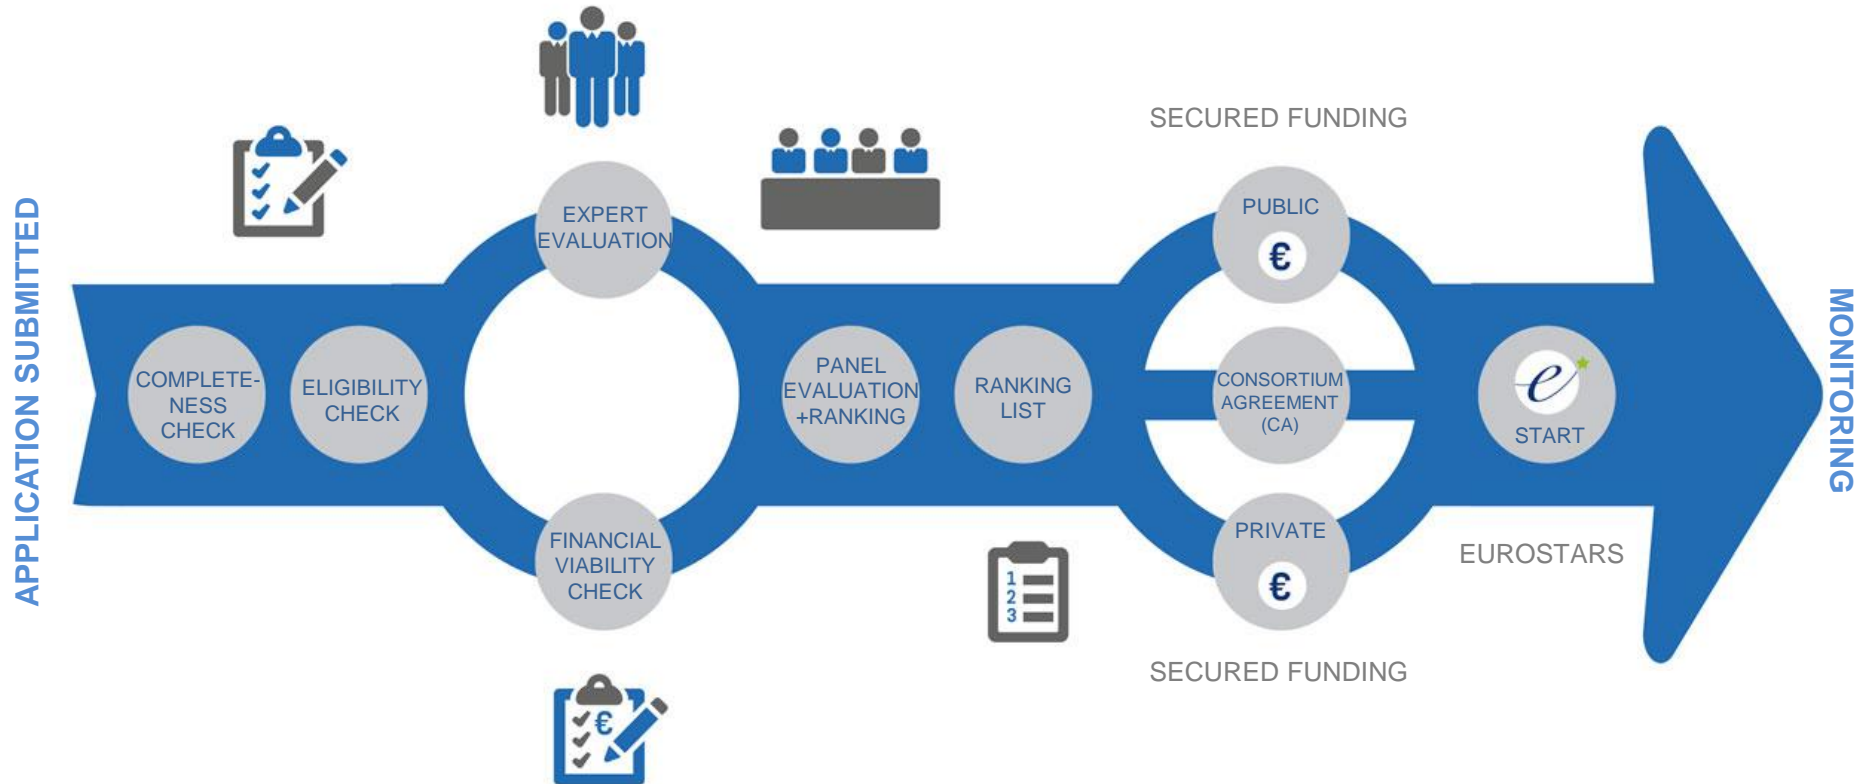 APPLICATION SUBMITTED
COMPLETE-
NESS
CHECK
ELIGIBILITY
CHECK
EXPERT
EVALUATION
FINANCIAL
VIABILITY
CHECK
€
PANEL
EVALUATION
+RANKING
RANKING
LIST
1
2
3
SECURED FUNDING
PUBLIC
€
CONSORTIUM
AGREEMENT
(CA)
PRIVATE
€
SECURED FUNDING
e
START
EUROSTARS
MONITORING